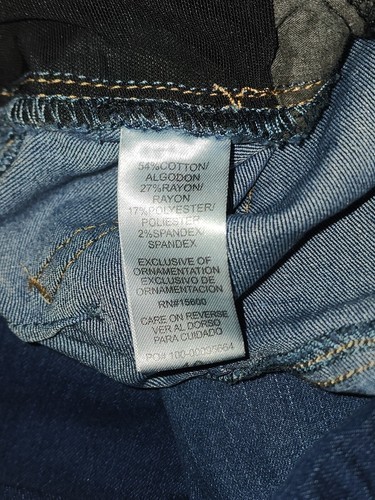 54%COTTON/
ALGODON
27%RAYON/
RAYON
17%POLYESTER/
POLIESTER
2%SPANDEX/
SPANDEX
EXCLUSIVE OF
ORNAMENTATION
EXCLUSIVO DE
ORNAMENTACION
RN#15600
CARE ON REVERSE
VER AL DORSO
PARA CUIDADO